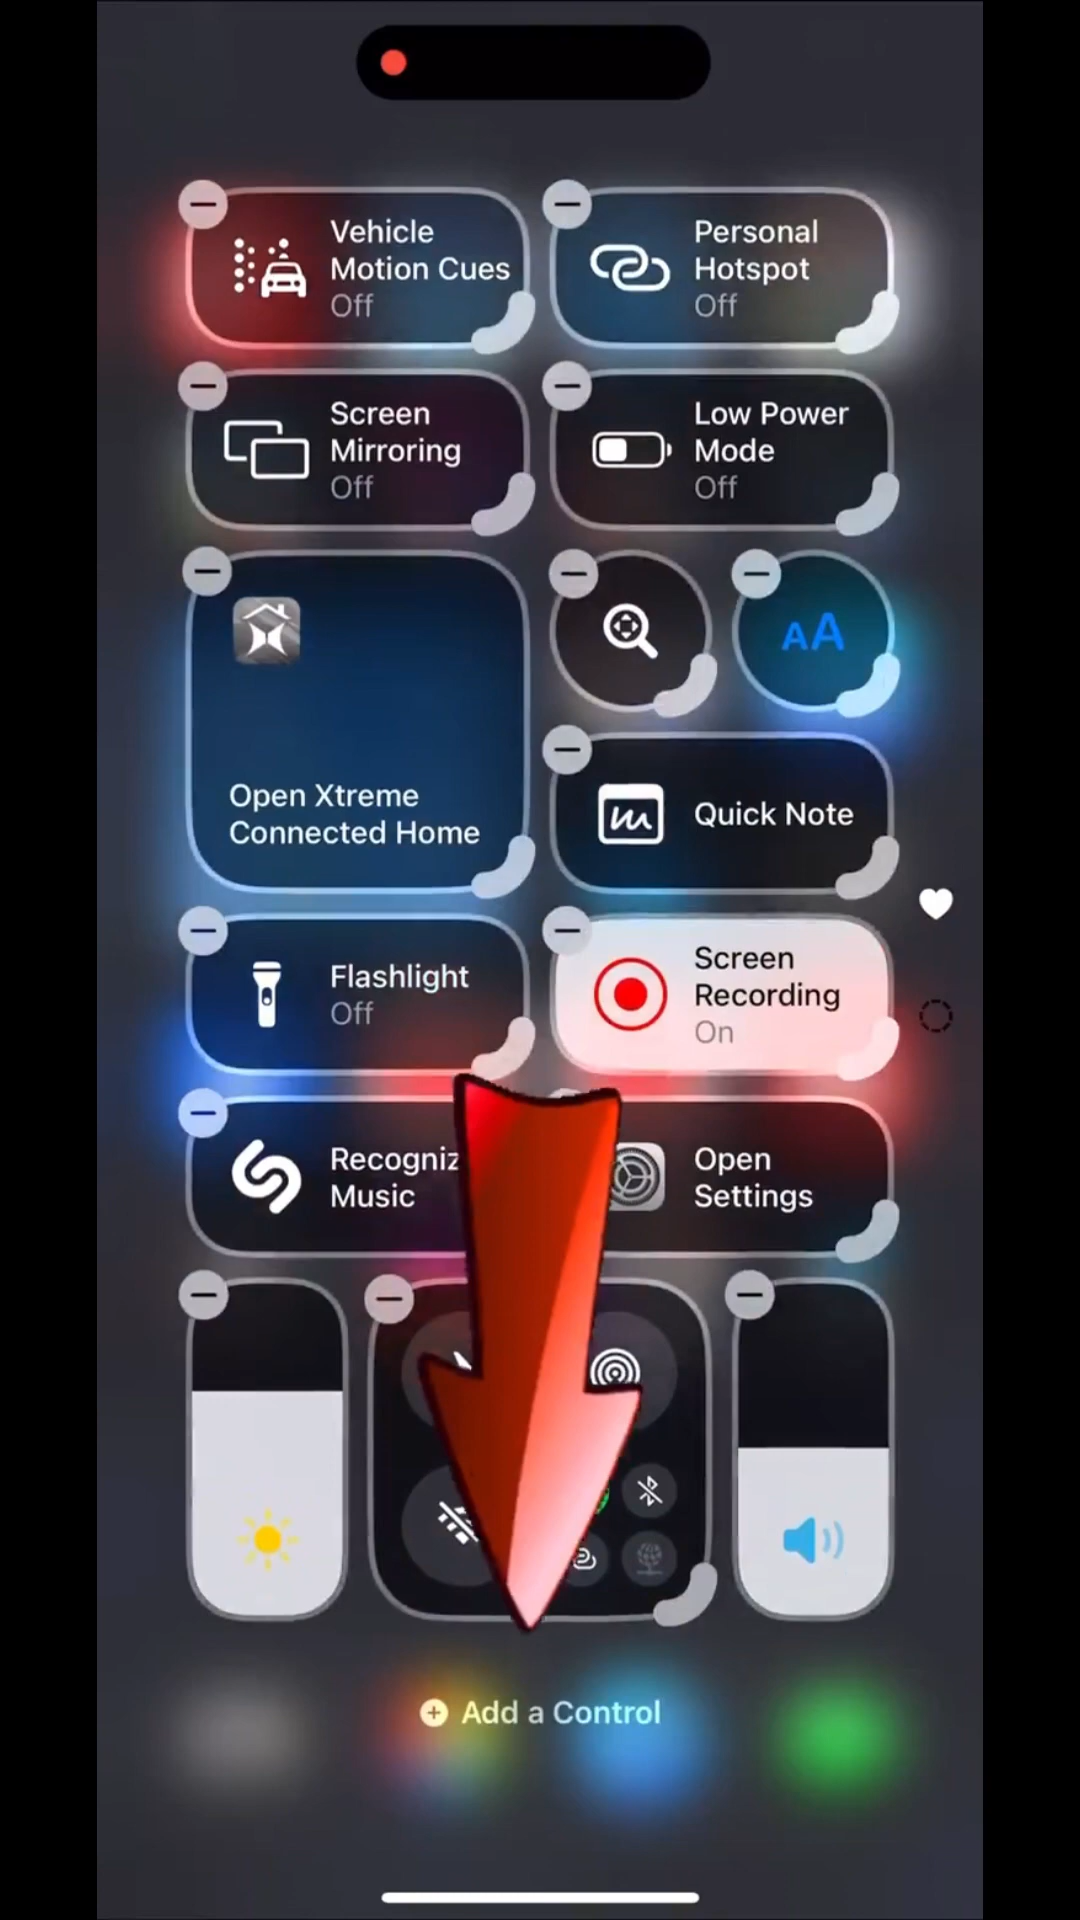 Vehicle
Motion Cues
Off
Personal
Hotspot
Off
Screen
Mirroring
Off
Low Power
Mode
Off
AA
Open Xtreme
Connected Home
Quick Note
Flashlight
Off
Screen
Recording
On
Recogniz
Music
Open
Settings
Add a Control